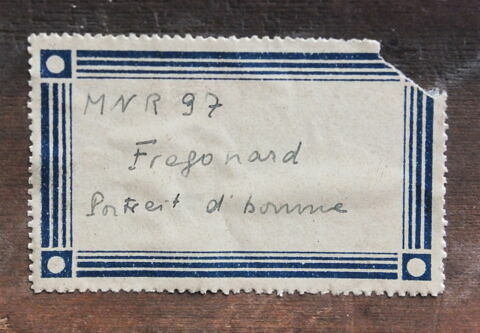 MNR 97
Fragonard
Portrait d'homme